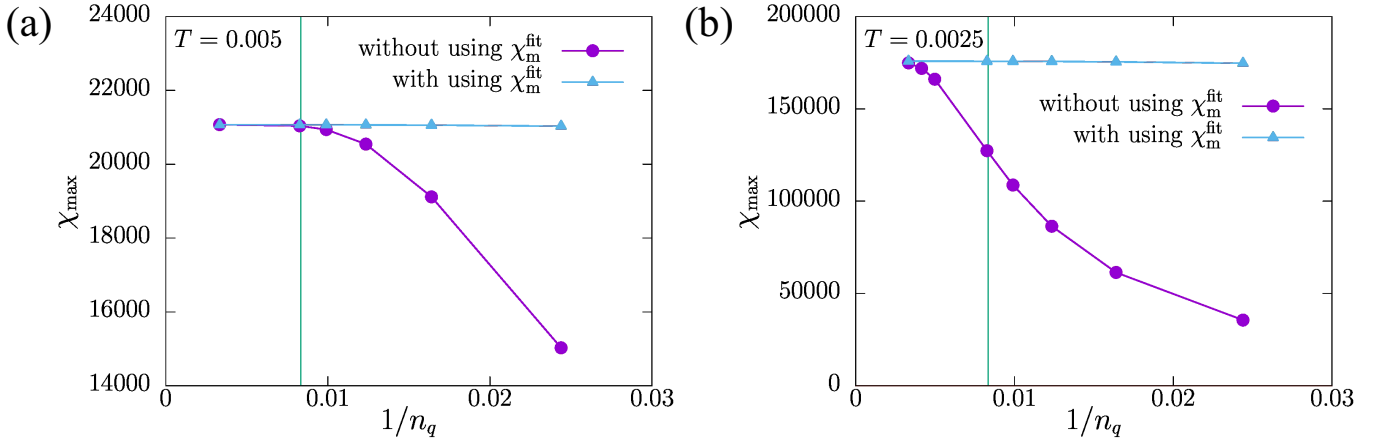 (a)
24000
22000
20000
18000
16000
14000
χmax
T = 0.005
without using χ_m^fit
with using χ_m^fit
0 0.01 0.02 0.03
1/n_q
(b)
200000
150000
100000
50000
0
χmax
T = 0.0025
without using χ_m^fit
with using χ_m^fit
0 0.01 0.02 0.03
1/n_q